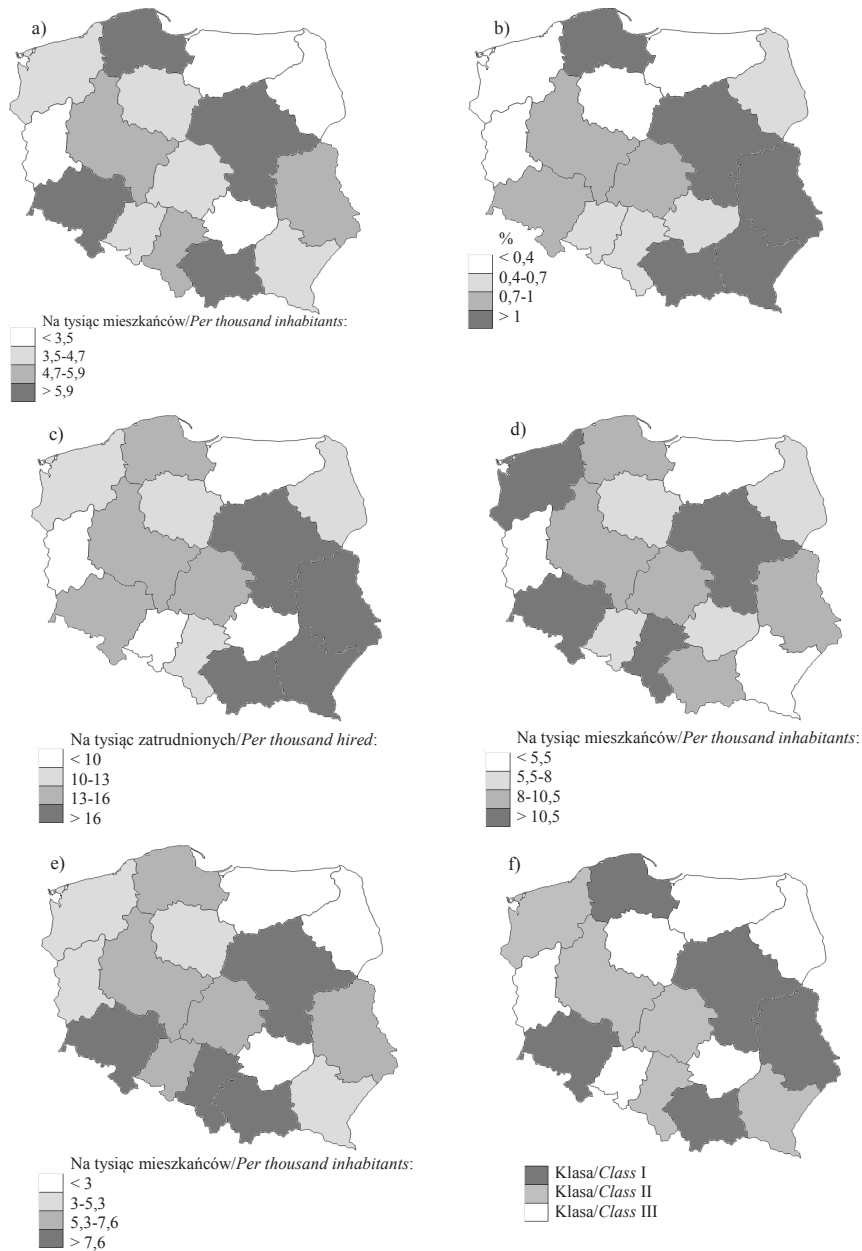 a)
Na tysiąc mieszkańców/Per thousand inhabitants:
< 3,5
3,5-4,7
4,7-5,9
> 5,9
b)
%
< 0,4
0,4-0,7
0,7-1
> 1
c)
Na tysiąc zatrudnionych/Per thousand hired:
< 10
10-13
13-16
> 16
d)
Na tysiąc mieszkańców/Per thousand inhabitants:
< 5,5
5,5-8
8-10,5
> 10,5
e)
Na tysiąc mieszkańców/Per thousand inhabitants:
< 3
3-5,3
5,3-7,6
> 7,6
f)
Klasa/Class I
Klasa/Class II
Klasa/Class III